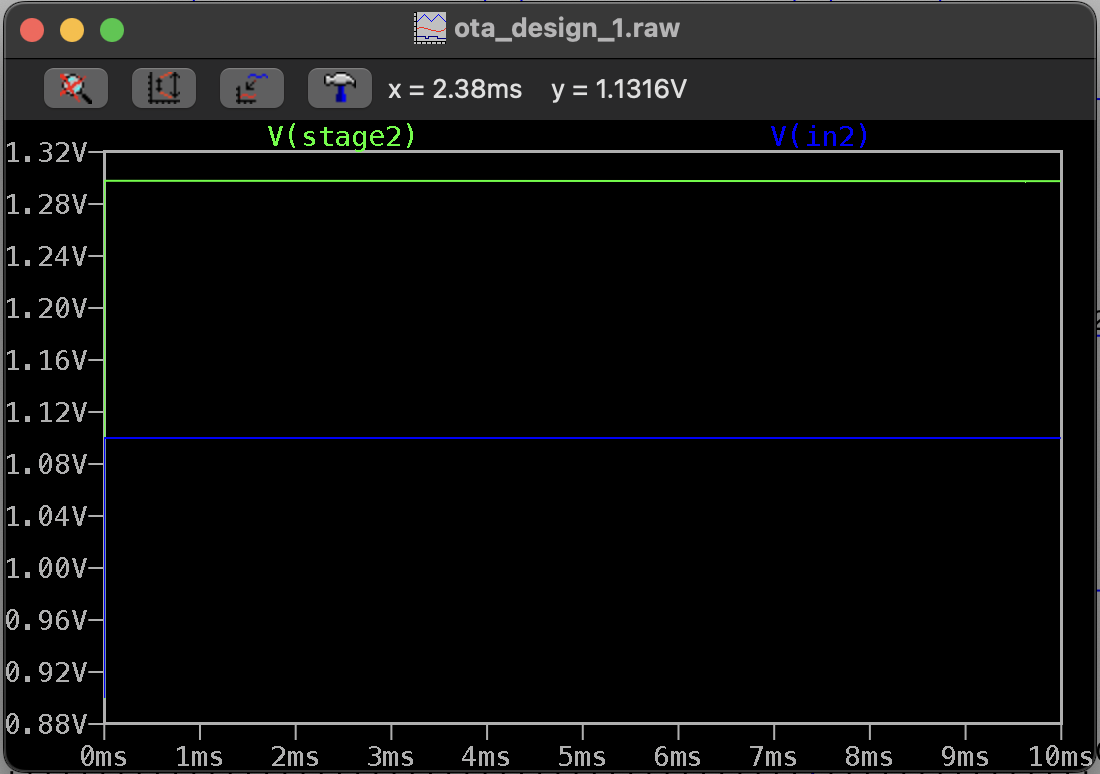 ota_design_1.raw
x = 2.38ms y = 1.1316V
V(stage2) V(in2)
1.32V
1.28V
1.24V
1.20V
1.16V
1.12V
1.08V
1.04V
1.00V
0.96V
0.92V
0.88V
0ms 1ms 2ms 3ms 4ms 5ms 6ms 7ms 8ms 9ms 10ms